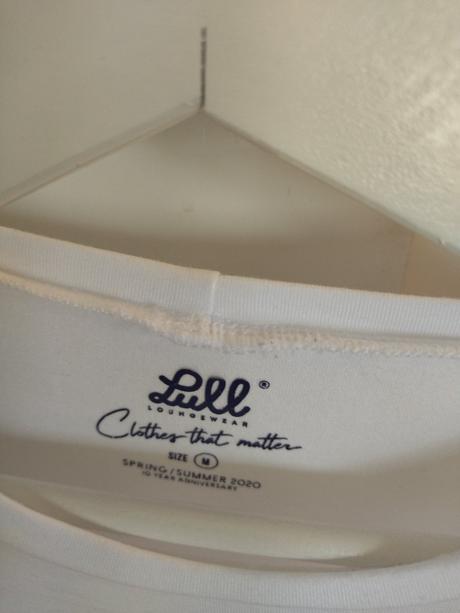 Lull®
LOUNGEWEAR
Clothes that matter
SIZE M
SPRING/SUMMER 2020
10 YEAR ANNIVERSARY